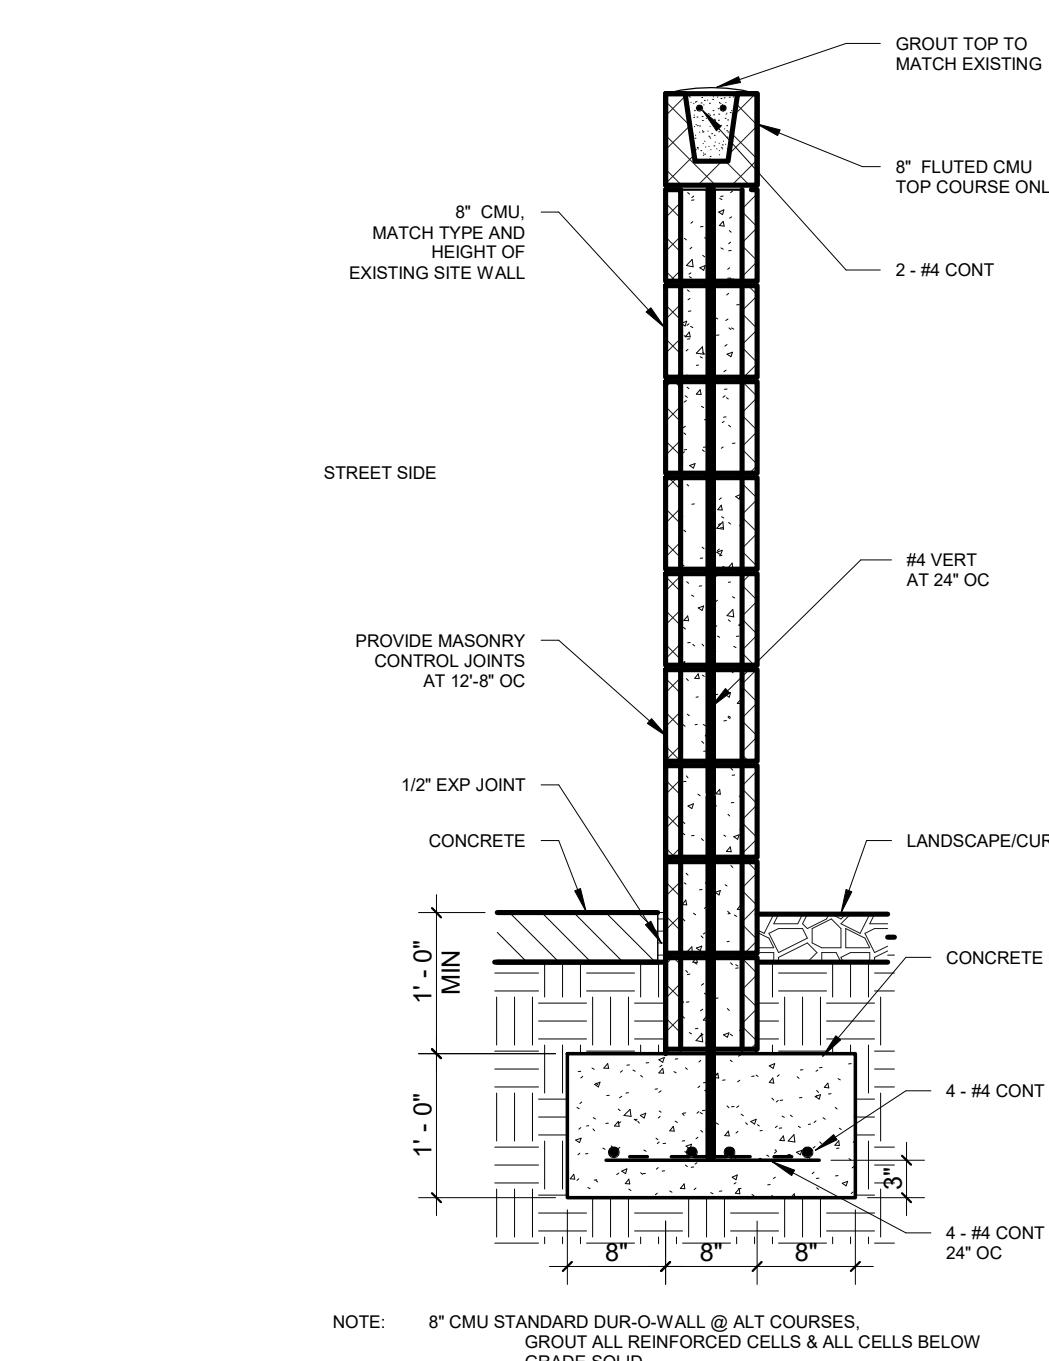 GROUT TOP TO
MATCH EXISTING
8" FLUTED CMU
TOP COURSE ONL
8" CMU,
MATCH TYPE AND
HEIGHT OF
EXISTING SITE WALL
2 - #4 CONT
STREET SIDE
#4 VERT
AT 24" OC
PROVIDE MASONRY
CONTROL JOINTS
AT 12'-8" OC
1/2" EXP JOINT
CONCRETE
LANDSCAPE/CUR
1' - 0"
MIN
CONCRETE
1' - 0"
4 - #4 CONT
3"
4 - #4 CONT
24" OC
8"
8"
8"
NOTE: 8" CMU STANDARD DUR-O-WALL @ ALT COURSES,
GROUT ALL REINFORCED CELLS & ALL CELLS BELOW
GRADE SOLID